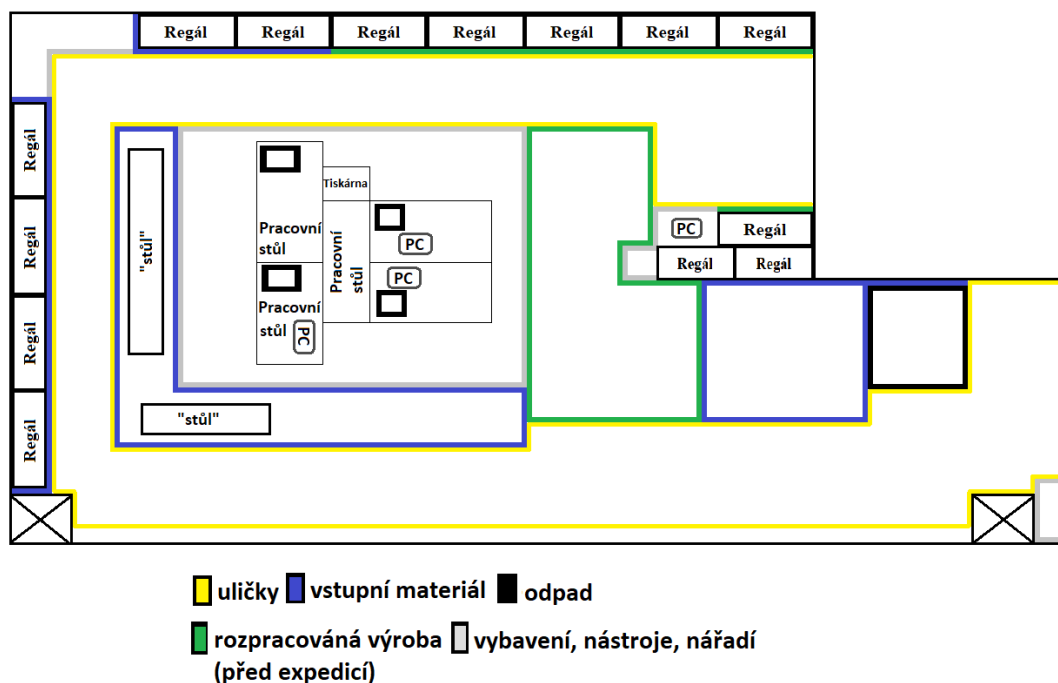 Regál
Regál
Regál
Regál
Regál
Regál
Regál
Regál
Regál
Regál
Regál
"stůl"
"stůl"
Pracovní
stůl
Tiskárna
Pracovní
stůl
Pracovní
stůl
PC
PC
PC
PC
Regál
Regál
Regál
uličky
vstupní materiál
odpad
rozpracováná výroba
(před expedicí)
vybavení, nástroje, nářadí